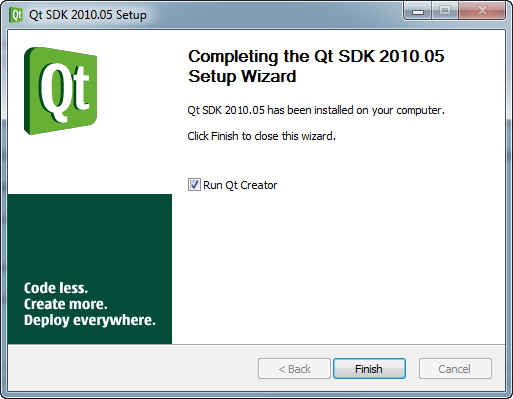 Qt SDK 2010.05 Setup
Qt
Completing the Qt SDK 2010.05
Setup Wizard
Qt SDK 2010.05 has been installed on your computer.
Click Finish to close this wizard.
Run Qt Creator
Code less.
Create more.
Deploy everywhere.
< Back
Finish
Cancel